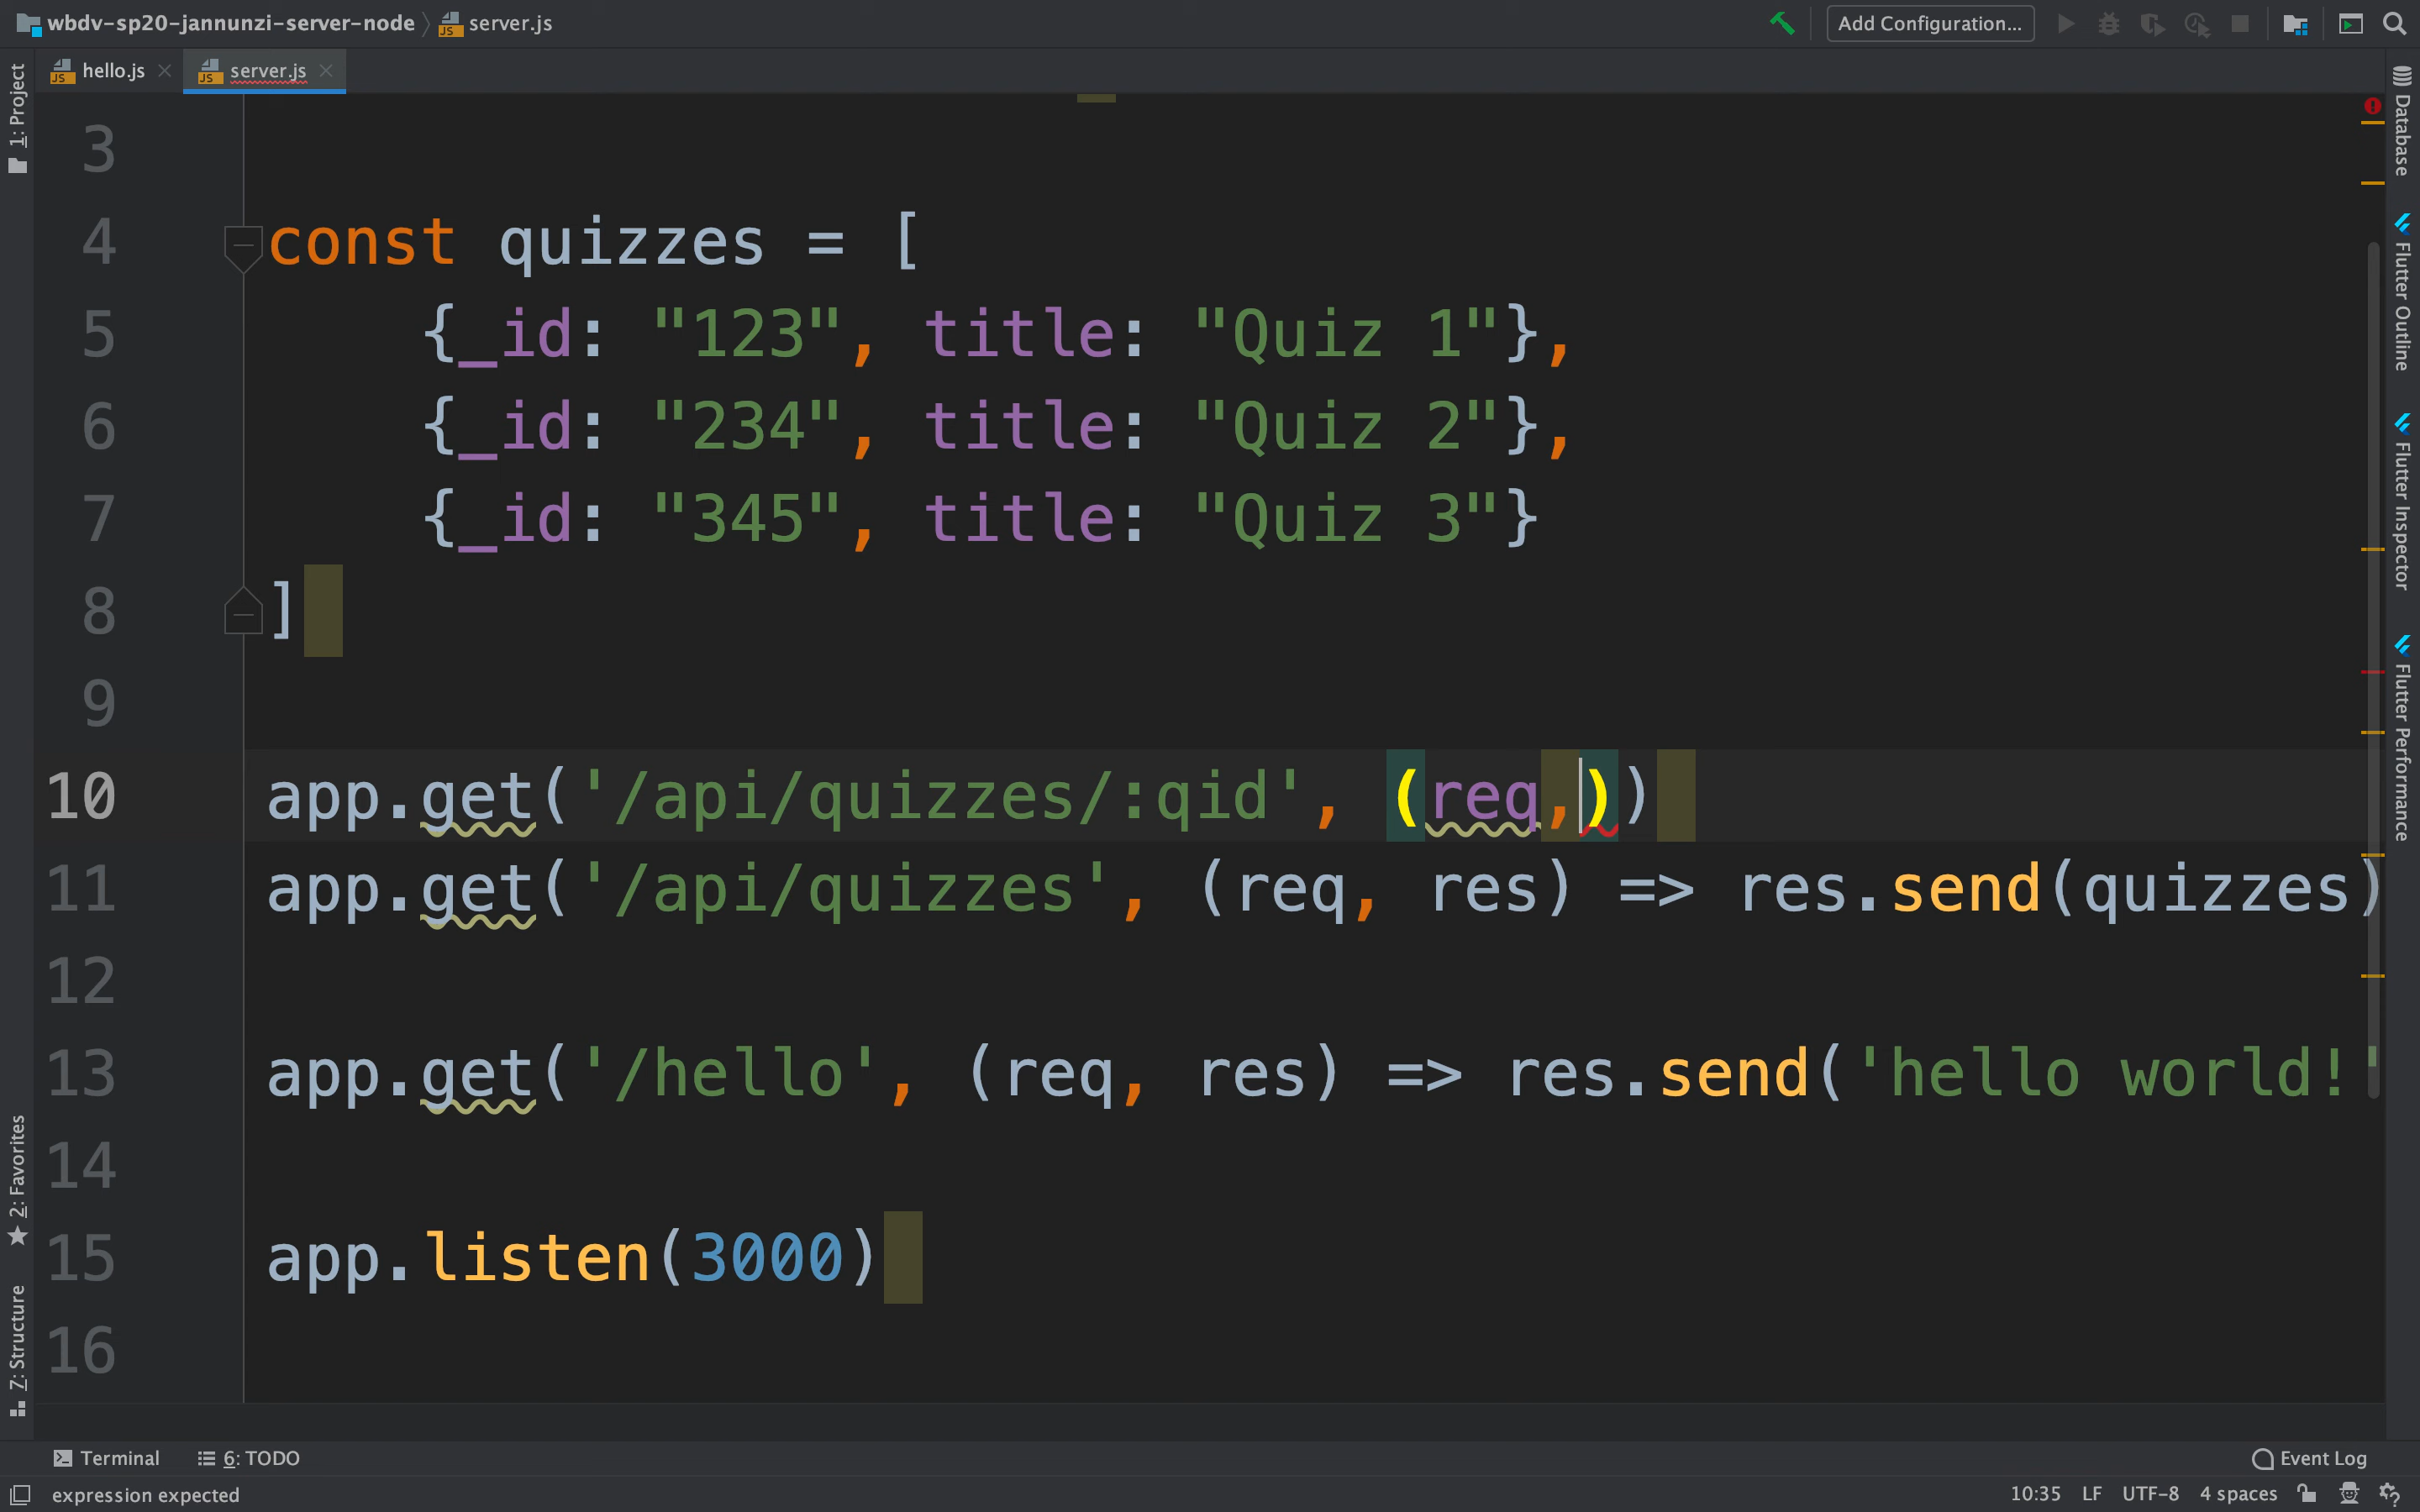 wbdv-sp20-jannunzi-server-node server.js Add Configuration...
hello.js server.js
1: Project
2: Favorites
7: Structure
3
4 const quizzes = [
5 {_id: "123", title: "Quiz 1"},
6 {_id: "234", title: "Quiz 2"},
7 {_id: "345", title: "Quiz 3"}
8 ]
9
10 app.get('/api/quizzes/:qid', (req,))
11 app.get('/api/quizzes', (req, res) => res.send(quizzes)
12
13 app.get('/hello', (req, res) => res.send('hello world!'
14
15 app.listen(3000)
16
Database
Flutter Outline
Flutter Inspector
Flutter Performance
Terminal 6: TODO Event Log
expression expected 10:35 LF UTF-8 4 spaces